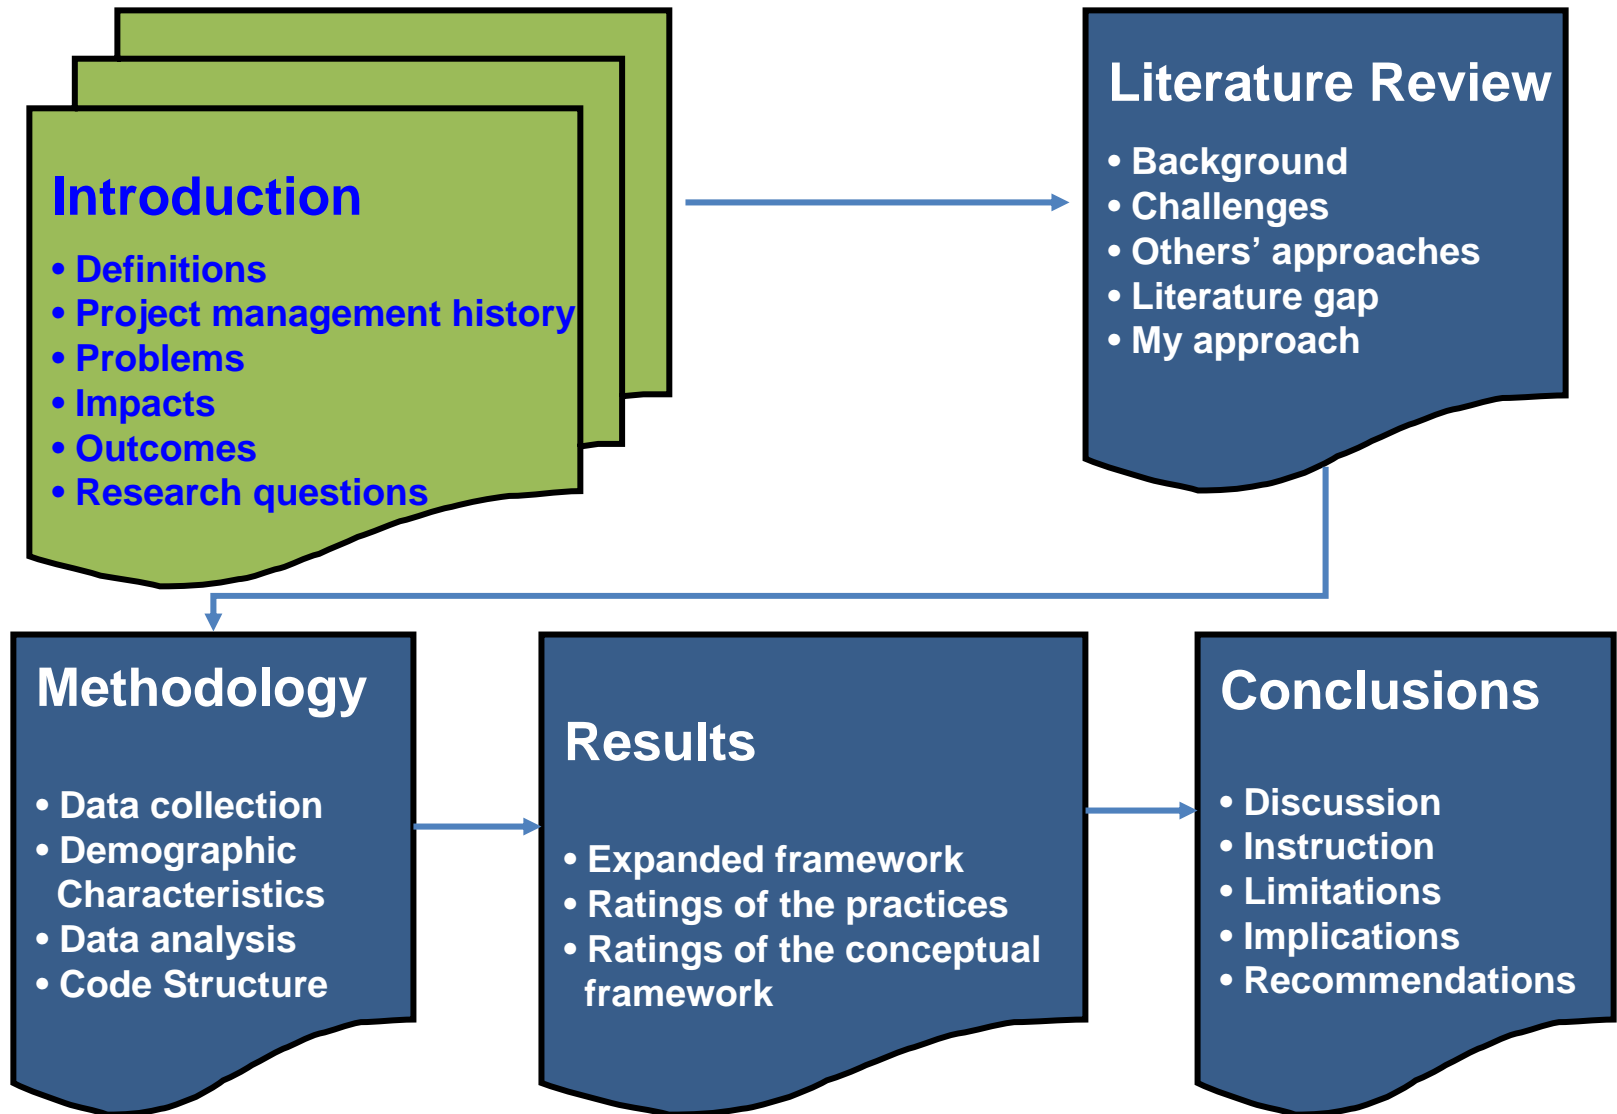 Introduction
• Definitions
• Project management history
• Problems
• Impacts
• Outcomes
• Research questions
Literature Review
• Background
• Challenges
• Others’ approaches
• Literature gap
• My approach
Methodology
• Data collection
• Demographic
Characteristics
• Data analysis
• Code Structure
Results
• Expanded framework
• Ratings of the practices
• Ratings of the conceptual
framework
Conclusions
• Discussion
• Instruction
• Limitations
• Implications
• Recommendations